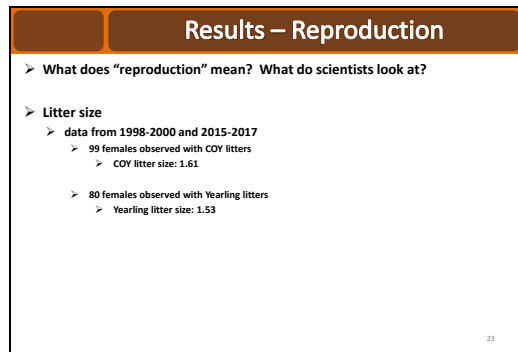 Results – Reproduction
➢ What does “reproduction” mean?  What do scientists look at?
➢ Litter size
➢ data from 1998-2000 and 2015-2017
➢ 99 females observed with COY litters
➢ COY litter size: 1.61
➢ 80 females observed with Yearling litters
➢ Yearling litter size: 1.53
23